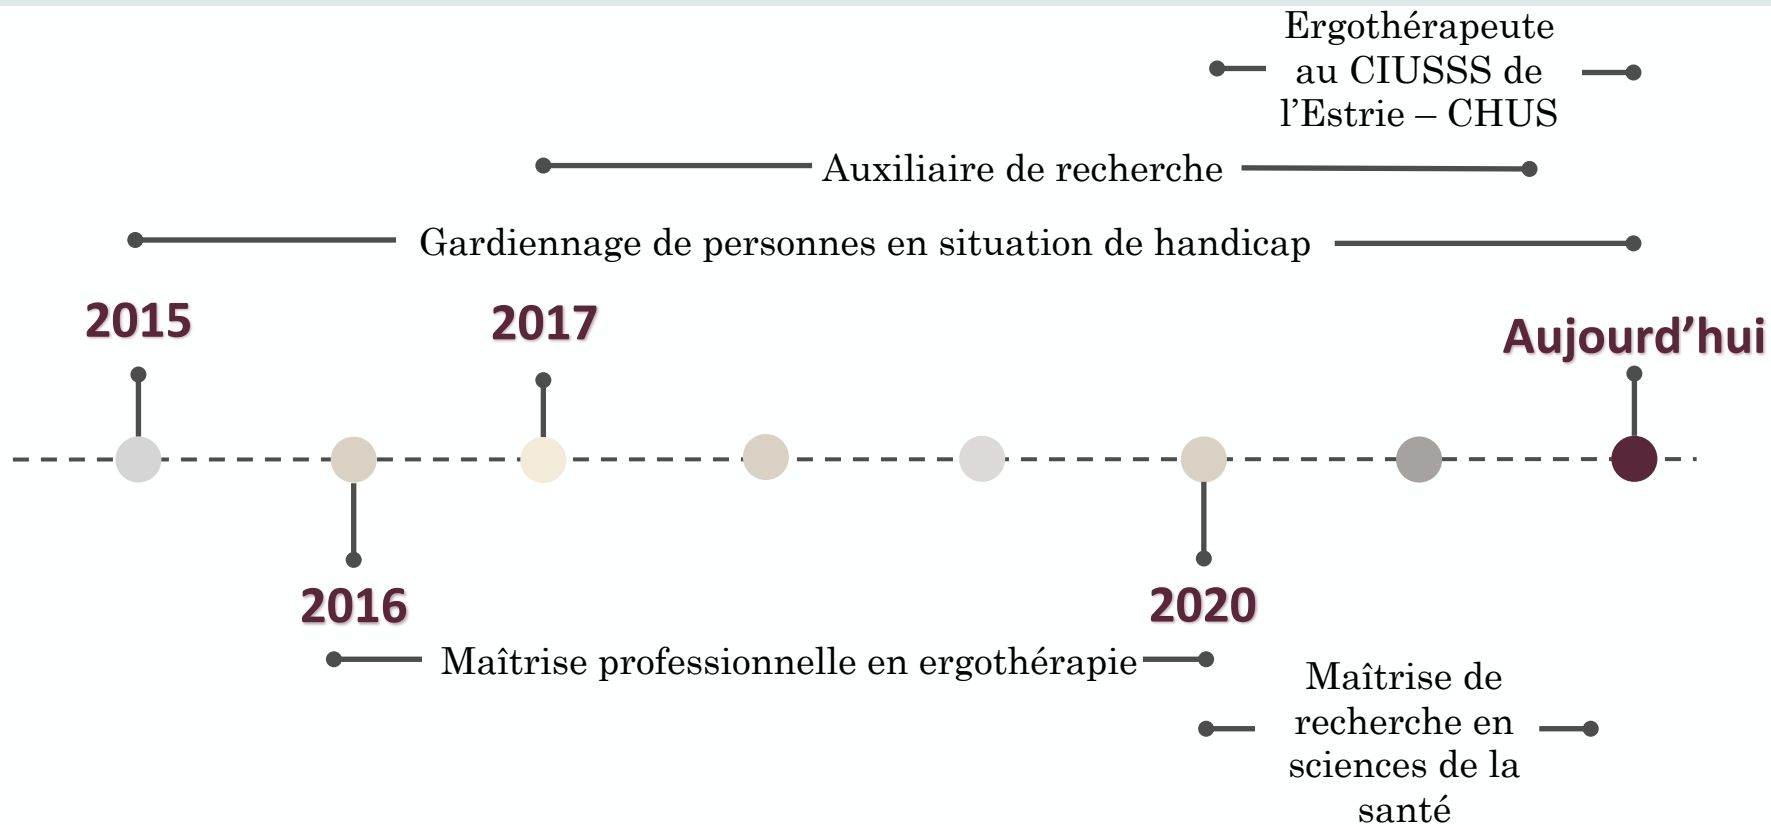 Ergothérapeute
au CIUSSS de
l’Estrie – CHUS
Auxiliaire de recherche
Gardiennage de personnes en situation de handicap
2015
2017
Aujourd’hui
2016
2020
Maîtrise professionnelle en ergothérapie
Maîtrise de
recherche en
sciences de la
santé